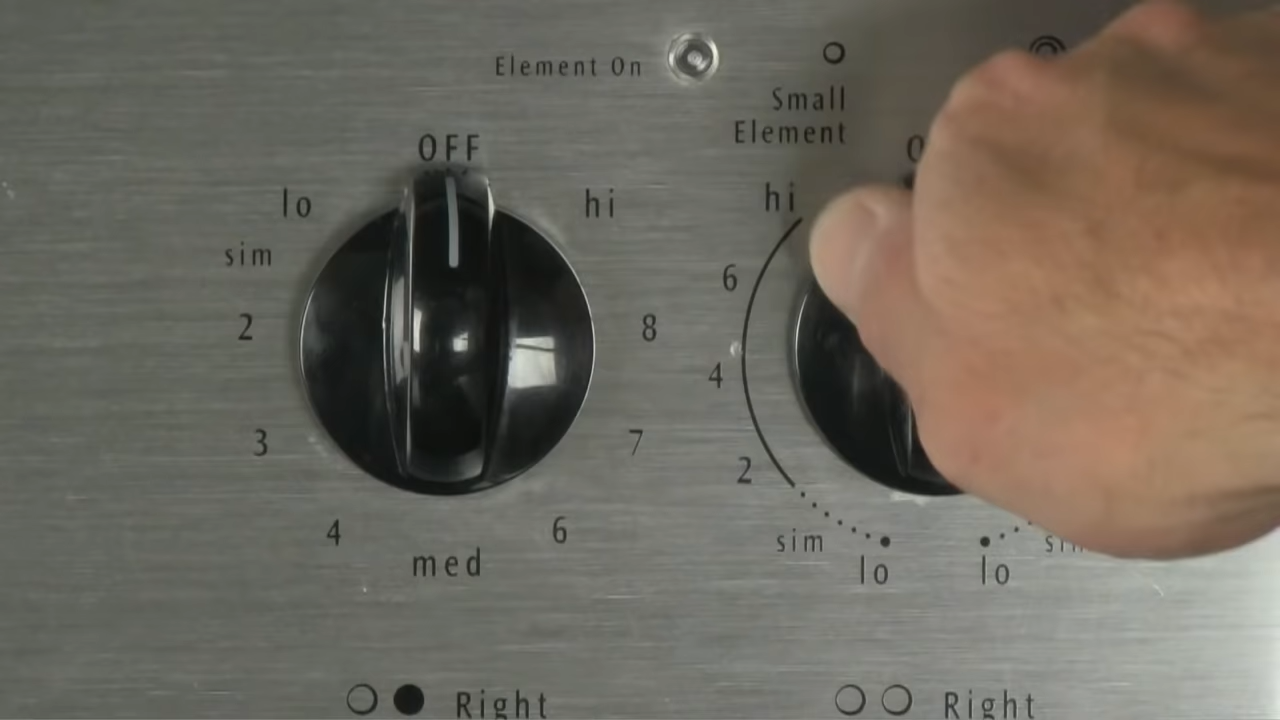 Element On
Small
Element
OFF
lo
hi
sim
2
8
3
7
4
6
med
Right
hi
6
4
2
sim
lo
lo
Right